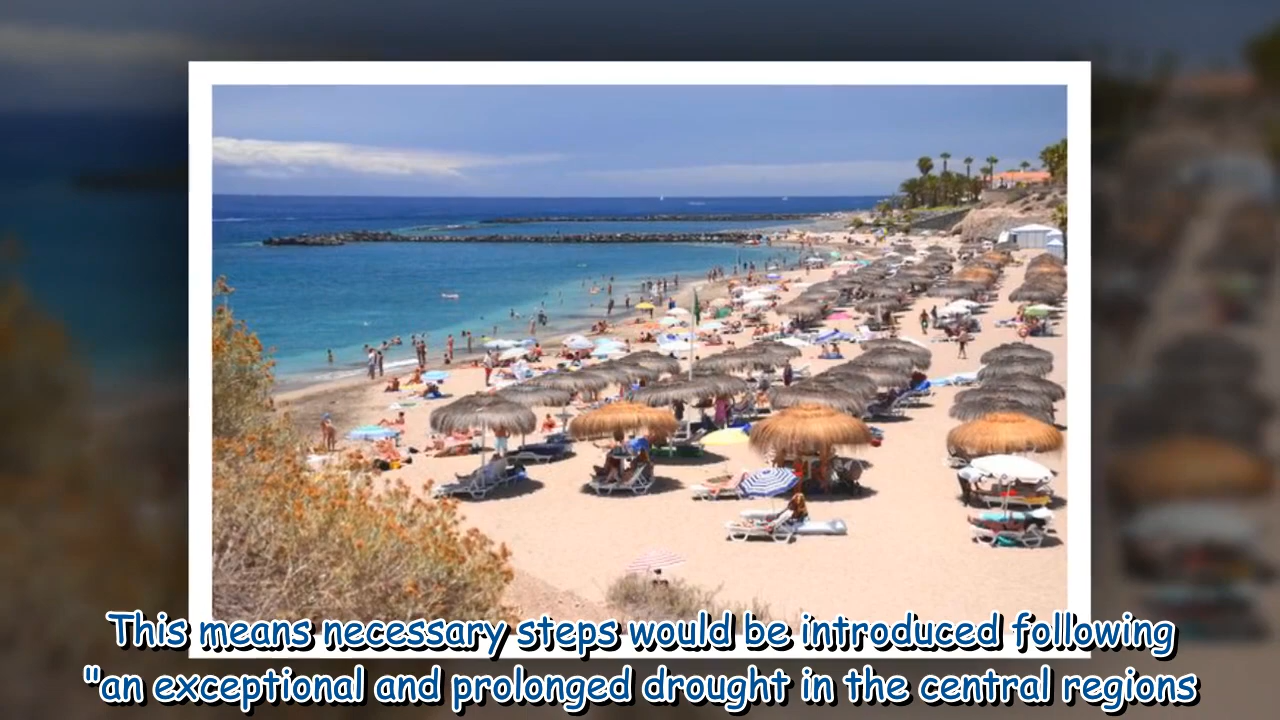 This means necessary steps would be introduced following
"an exceptional and prolonged drought in the central regions